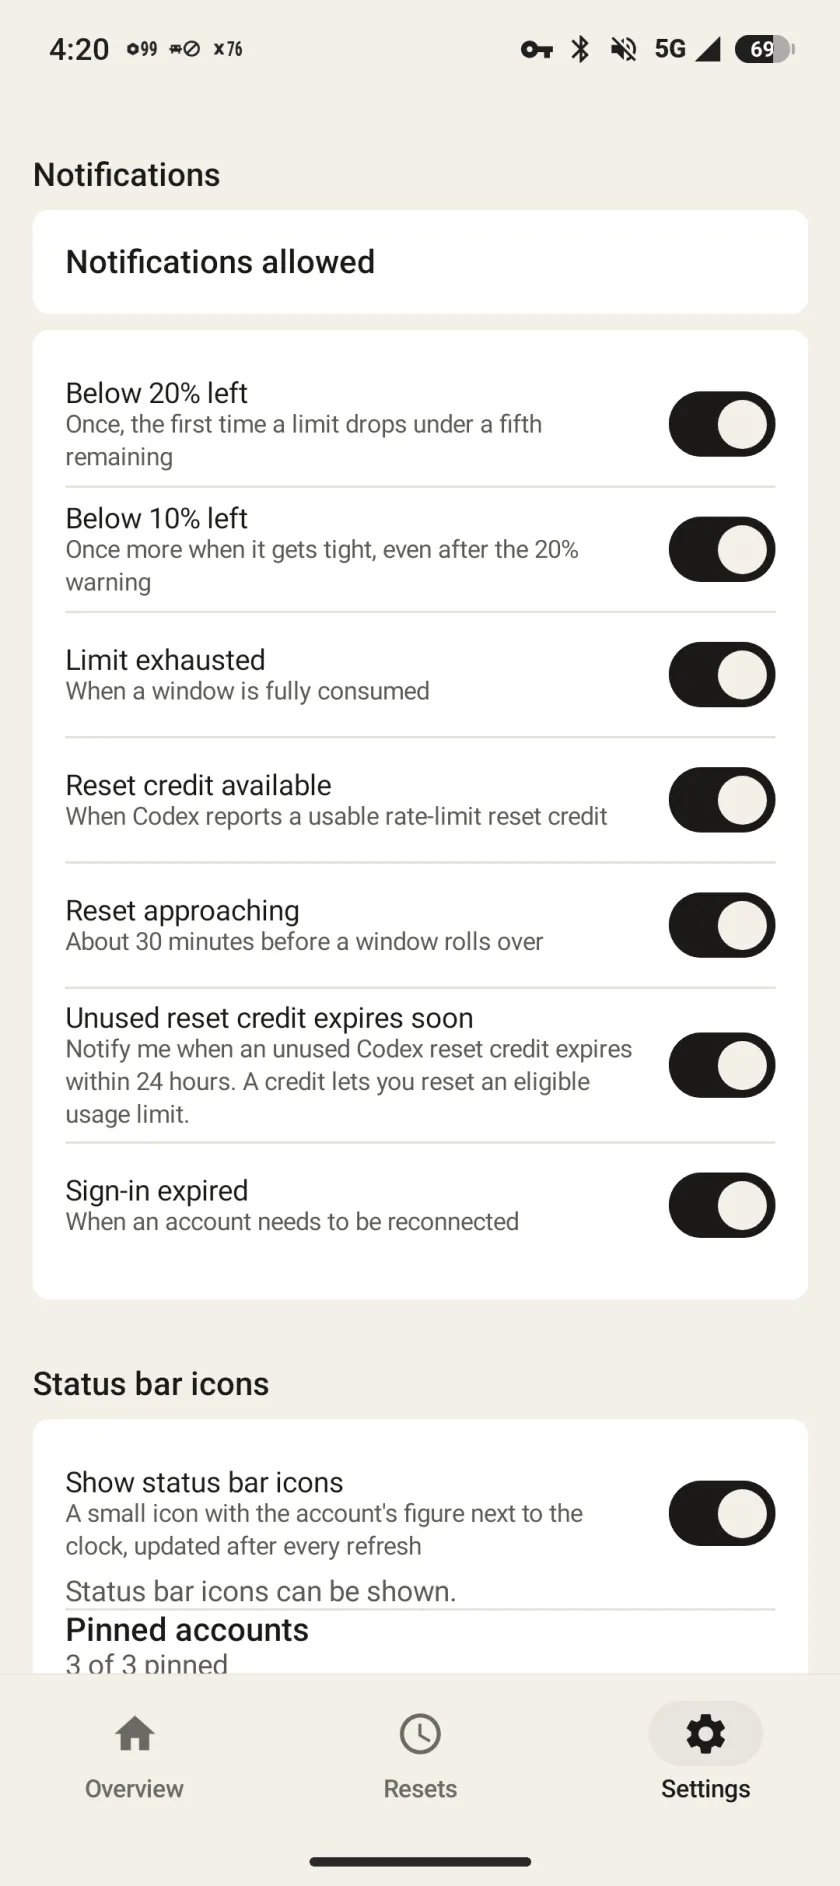 4:20 99 x76 5G 69
Notifications
Notifications allowed
Below 20% left
Once, the first time a limit drops under a fifth
remaining
Below 10% left
Once more when it gets tight, even after the 20%
warning
Limit exhausted
When a window is fully consumed
Reset credit available
When Codex reports a usable rate-limit reset credit
Reset approaching
About 30 minutes before a window rolls over
Unused reset credit expires soon
Notify me when an unused Codex reset credit expires
within 24 hours. A credit lets you reset an eligible
usage limit.
Sign-in expired
When an account needs to be reconnected
Status bar icons
Show status bar icons
A small icon with the account's figure next to the
clock, updated after every refresh
Status bar icons can be shown.
Pinned accounts
3 of 3 pinned
Overview Resets Settings